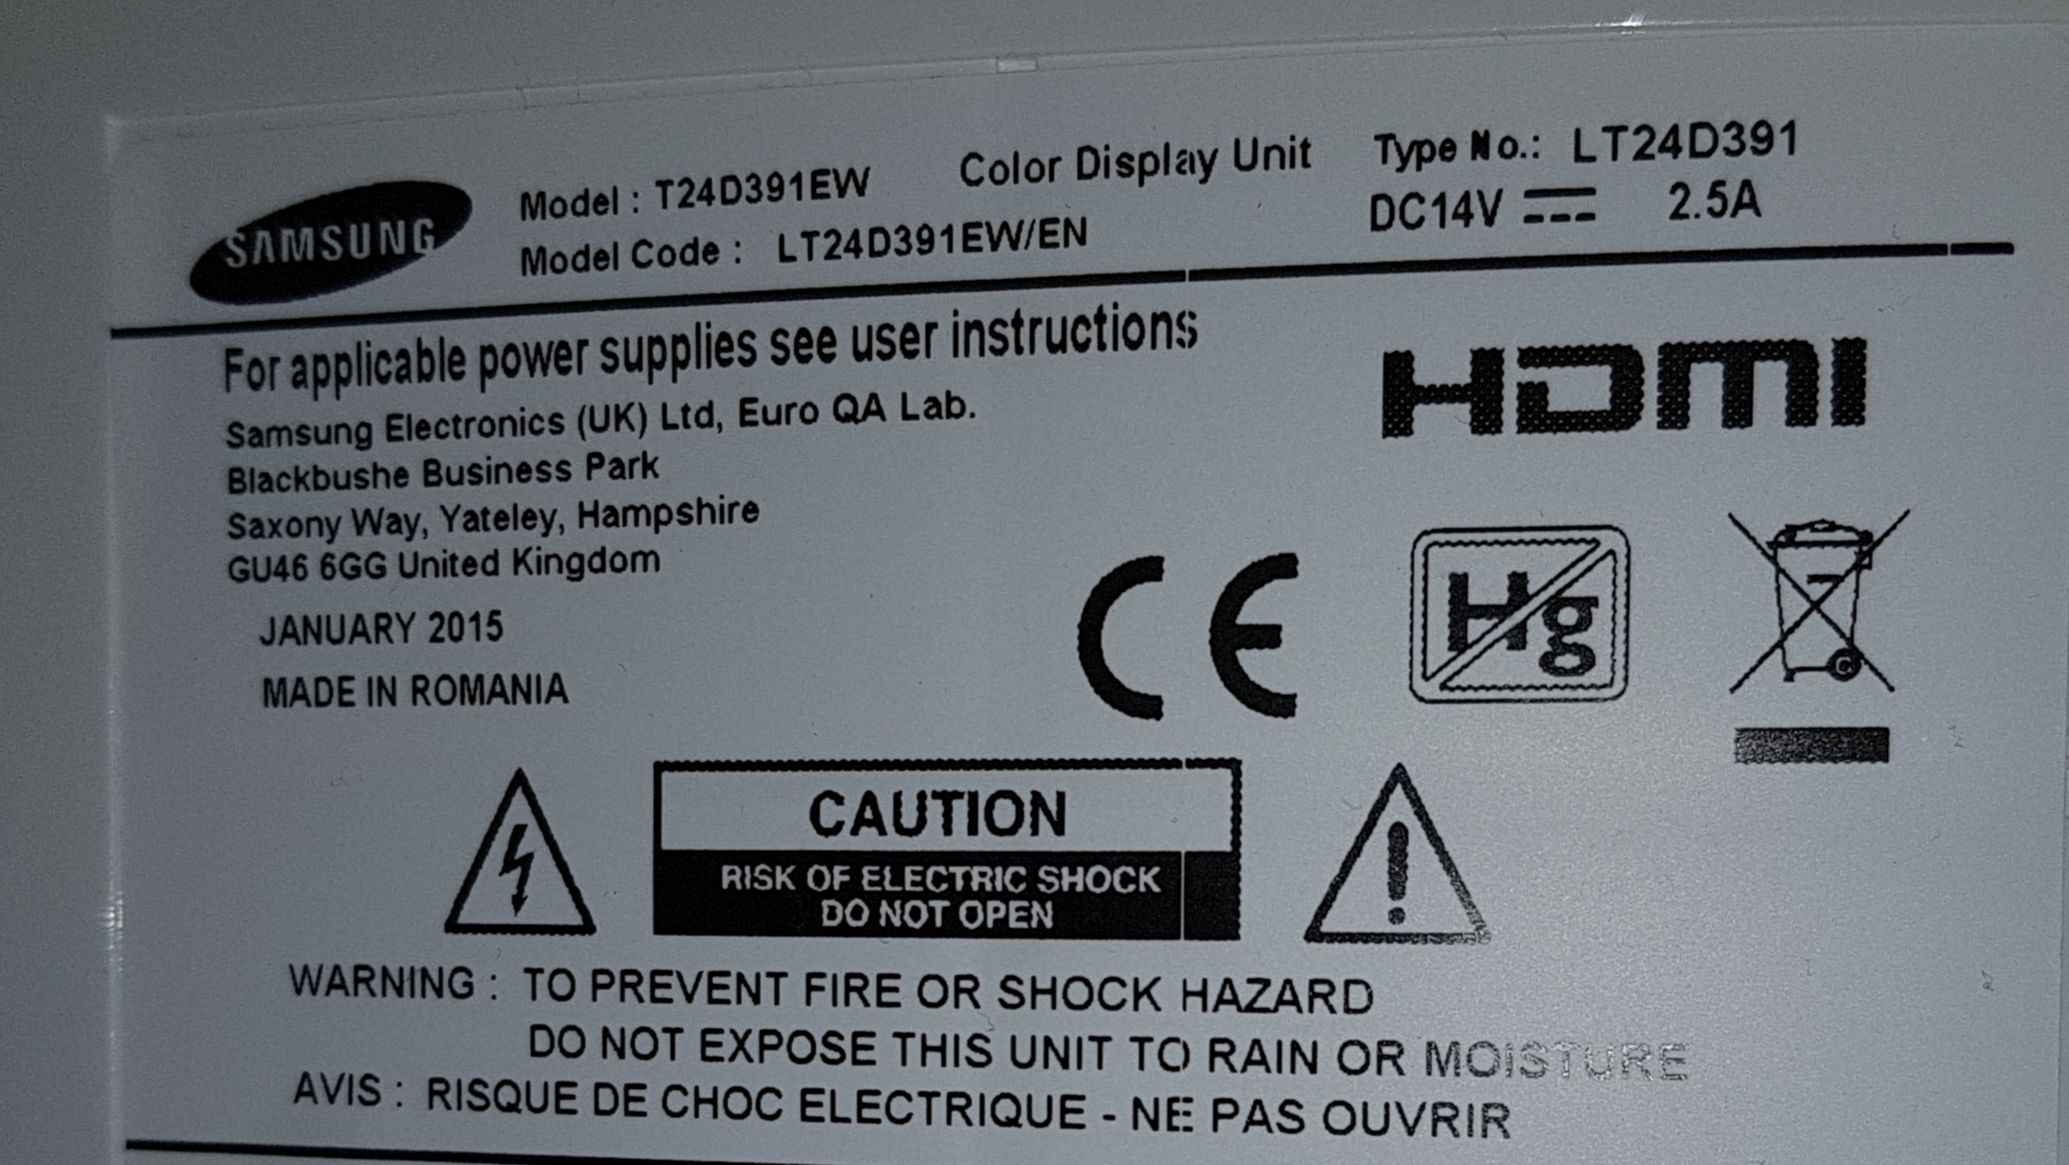 SAMSUNG
Model : T24D391EW Color Display Unit Type No.: LT24D391
Model Code : LT24D391EW/EN DC14V 2.5A
For applicable power supplies see user instructions
Samsung Electronics (UK) Ltd, Euro QA Lab.
Blackbushe Business Park
Saxony Way, Yateley, Hampshire
GU46 6GG United Kingdom
JANUARY 2015
MADE IN ROMANIA
HDMI
CE
Hg
CAUTION
RISK OF ELECTRIC SHOCK
DO NOT OPEN
WARNING : TO PREVENT FIRE OR SHOCK HAZARD
DO NOT EXPOSE THIS UNIT TO RAIN OR MOISTURE
AVIS : RISQUE DE CHOC ELECTRIQUE - NE PAS OUVRIR